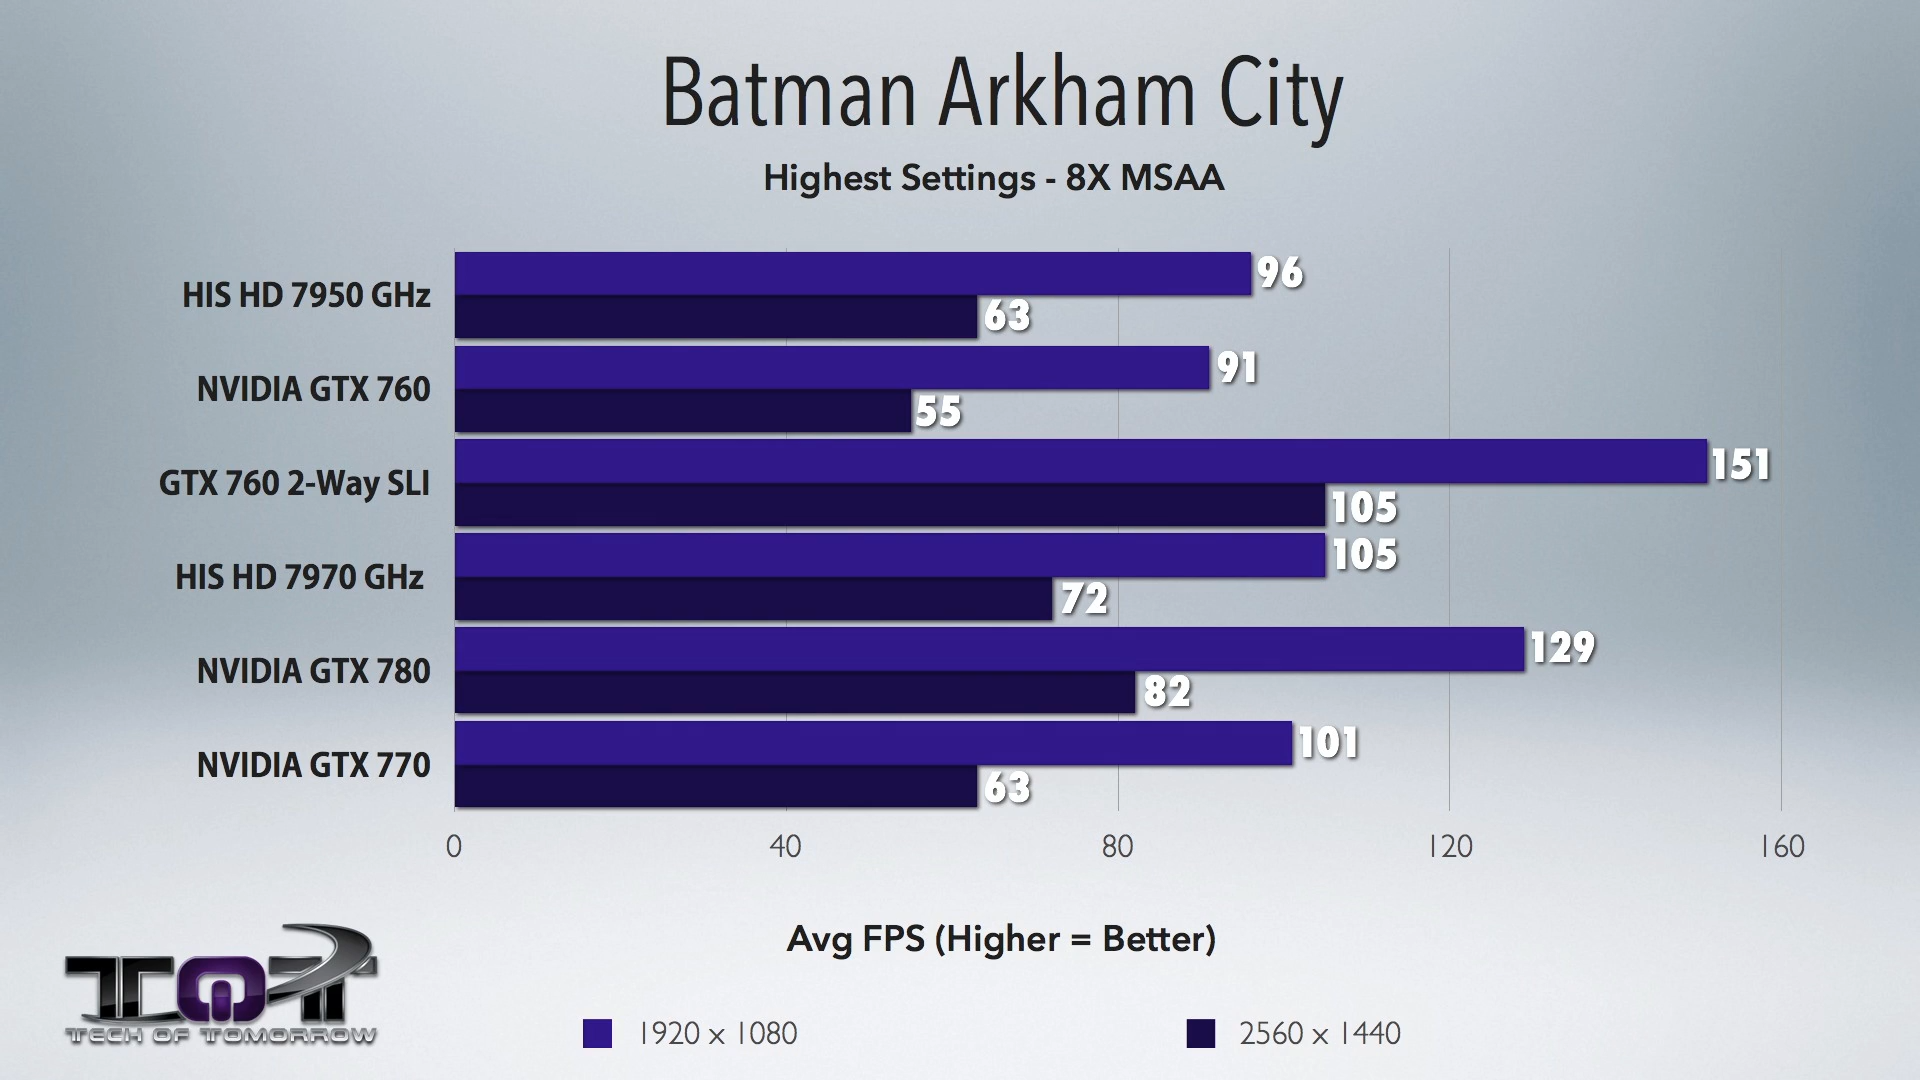 Batman Arkham City
Highest Settings - 8X MSAA
HIS HD 7950 GHz
96
63
NVIDIA GTX 760
91
55
GTX 760 2-Way SLI
151
105
HIS HD 7970 GHz
105
72
NVIDIA GTX 780
129
82
NVIDIA GTX 770
101
63
0 40 80 120 160
Avg FPS (Higher = Better)
TOT
TECH OF TOMORROW
1920 x 1080 2560 x 1440